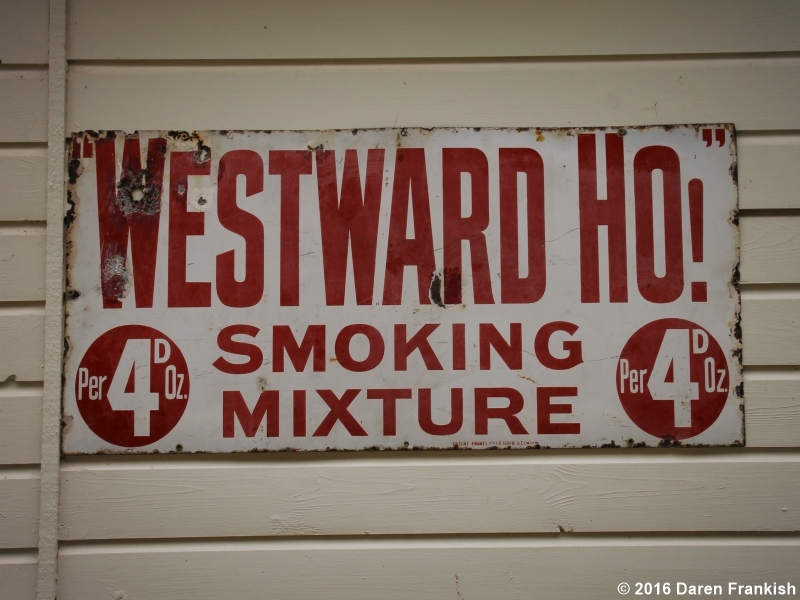 "WESTWARD HO!"
SMOKING
MIXTURE
Per 4D Oz.
Per 4D Oz.
© 2016 Daren Frankish